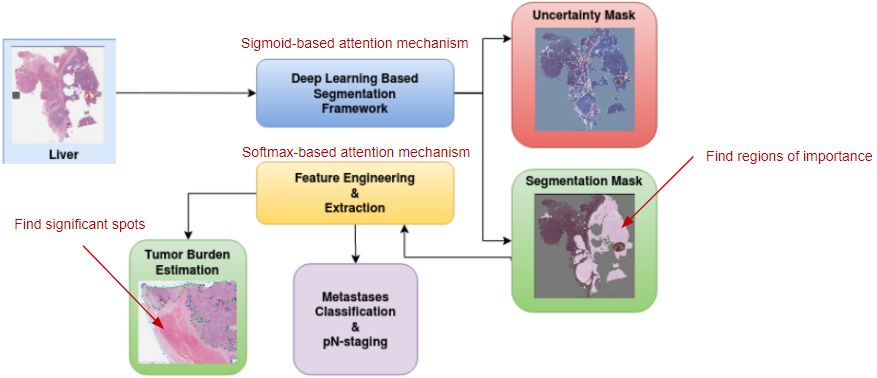 Uncertainty Mask
Sigmoid-based attention mechanism
Deep Learning Based
Segmentation
Framework
Liver
Softmax-based attention mechanism
Find regions of importance
Feature Engineering
&
Extraction
Segmentation Mask
Find significant spots
Tumor Burden
Estimation
Metastases
Classification
&
pN-staging